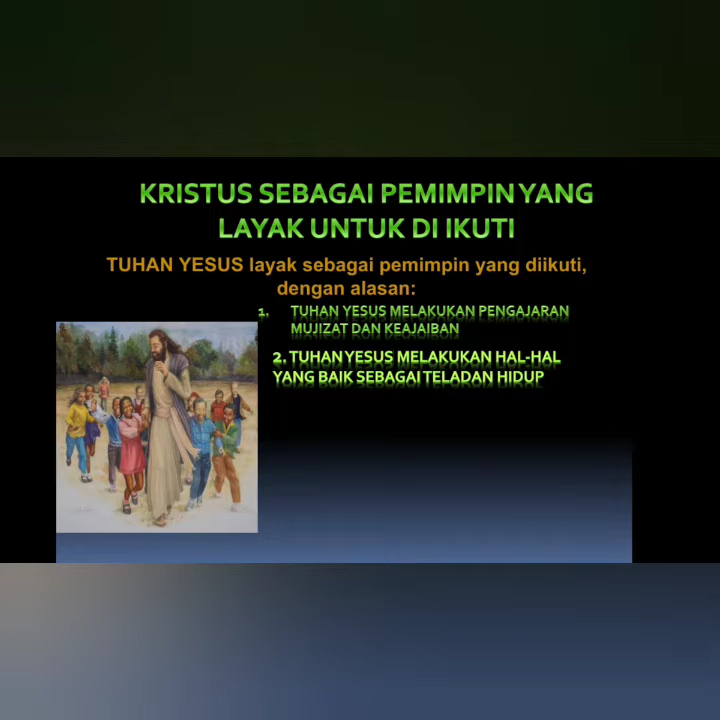 KRISTUS SEBAGAI PEMIMPIN YANG
LAYAK UNTUK DI IKUTI
TUHAN YESUS layak sebagai pemimpin yang diikuti,
dengan alasan:
1. TUHAN YESUS MELAKUKAN PENGAJARAN
MUJIZAT DAN KEAJAIBAN
2. TUHAN YESUS MELAKUKAN HAL-HAL
YANG BAIK SEBAGAI TELADAN HIDUP